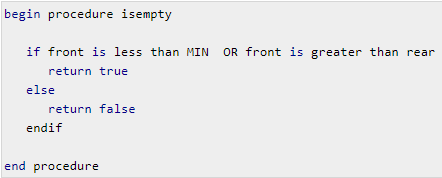 begin procedure isempty
if front is less than MIN  OR front is greater than rear
return true
else
return false
endif
end procedure